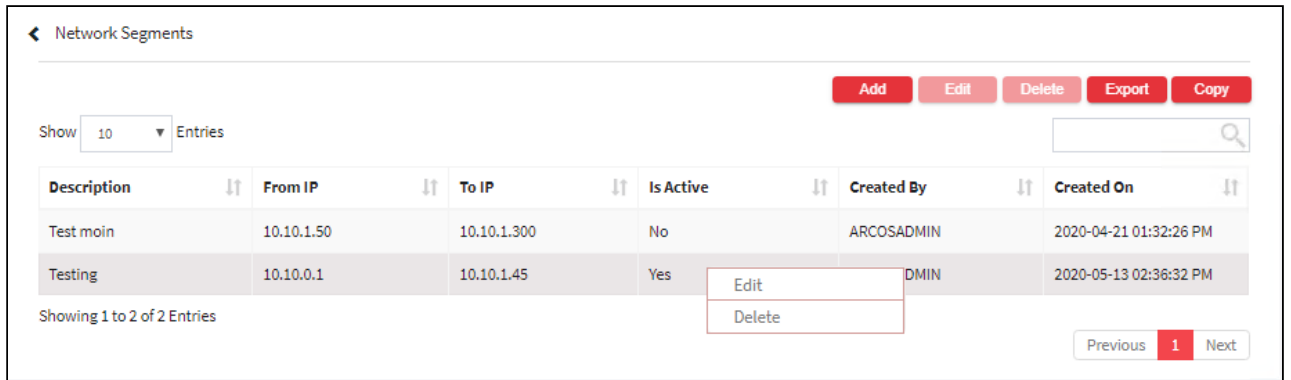 Network Segments
Add Edit Delete Export Copy
Show 10 Entries
Description From IP To IP Is Active Created By Created On
Test moin 10.10.1.50 10.10.1.300 No ARCOSADMIN 2020-04-21 01:32:26 PM
Testing 10.10.0.1 10.10.1.45 Yes DMIN 2020-05-13 02:36:32 PM
Edit
Delete
Showing 1 to 2 of 2 Entries
Previous 1 Next